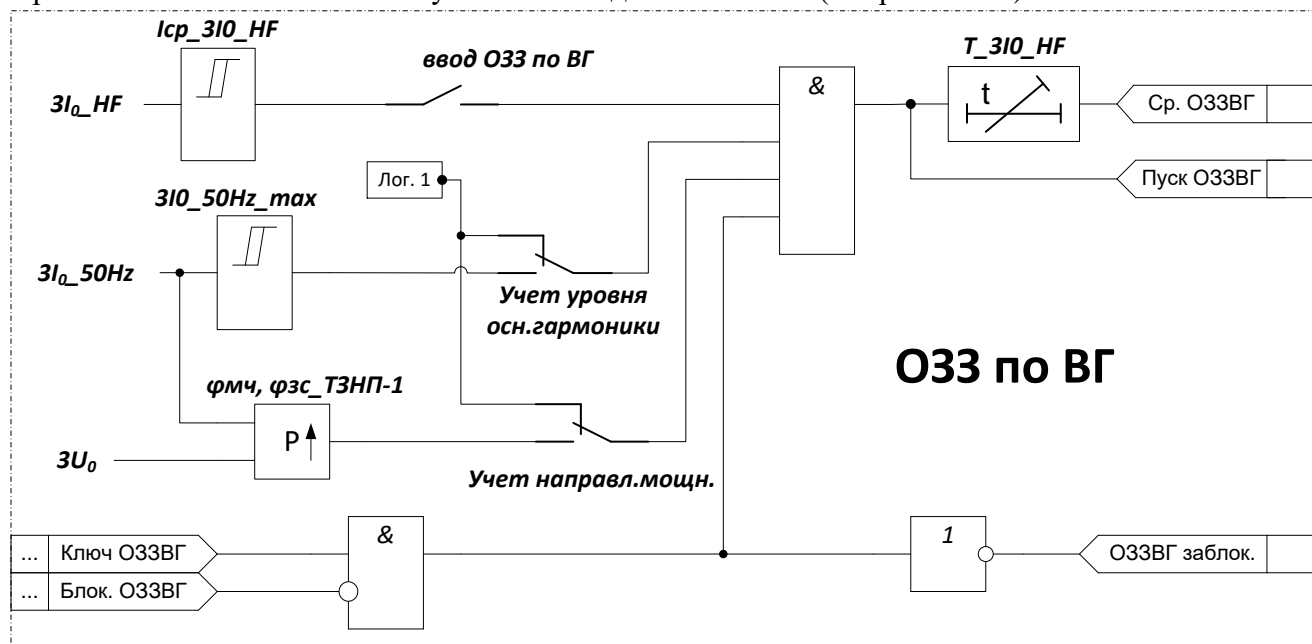 Iср_3I0_HF
ввод ОЗЗ по ВГ
&
T_3I0_HF
3I₀_HF
t
Ср. ОЗЗВГ
Лог. 1
Пуск ОЗЗВГ
3I0_50Hz_max
3I₀_50Hz
Учет уровня
осн.гармоники
ОЗЗ по ВГ
φмч, φзс_ТЗНП-1
P
3U₀
Учет направл.мощн.
&
1
... Ключ ОЗЗВГ
ОЗЗВГ заблок.
... Блок. ОЗЗВГ